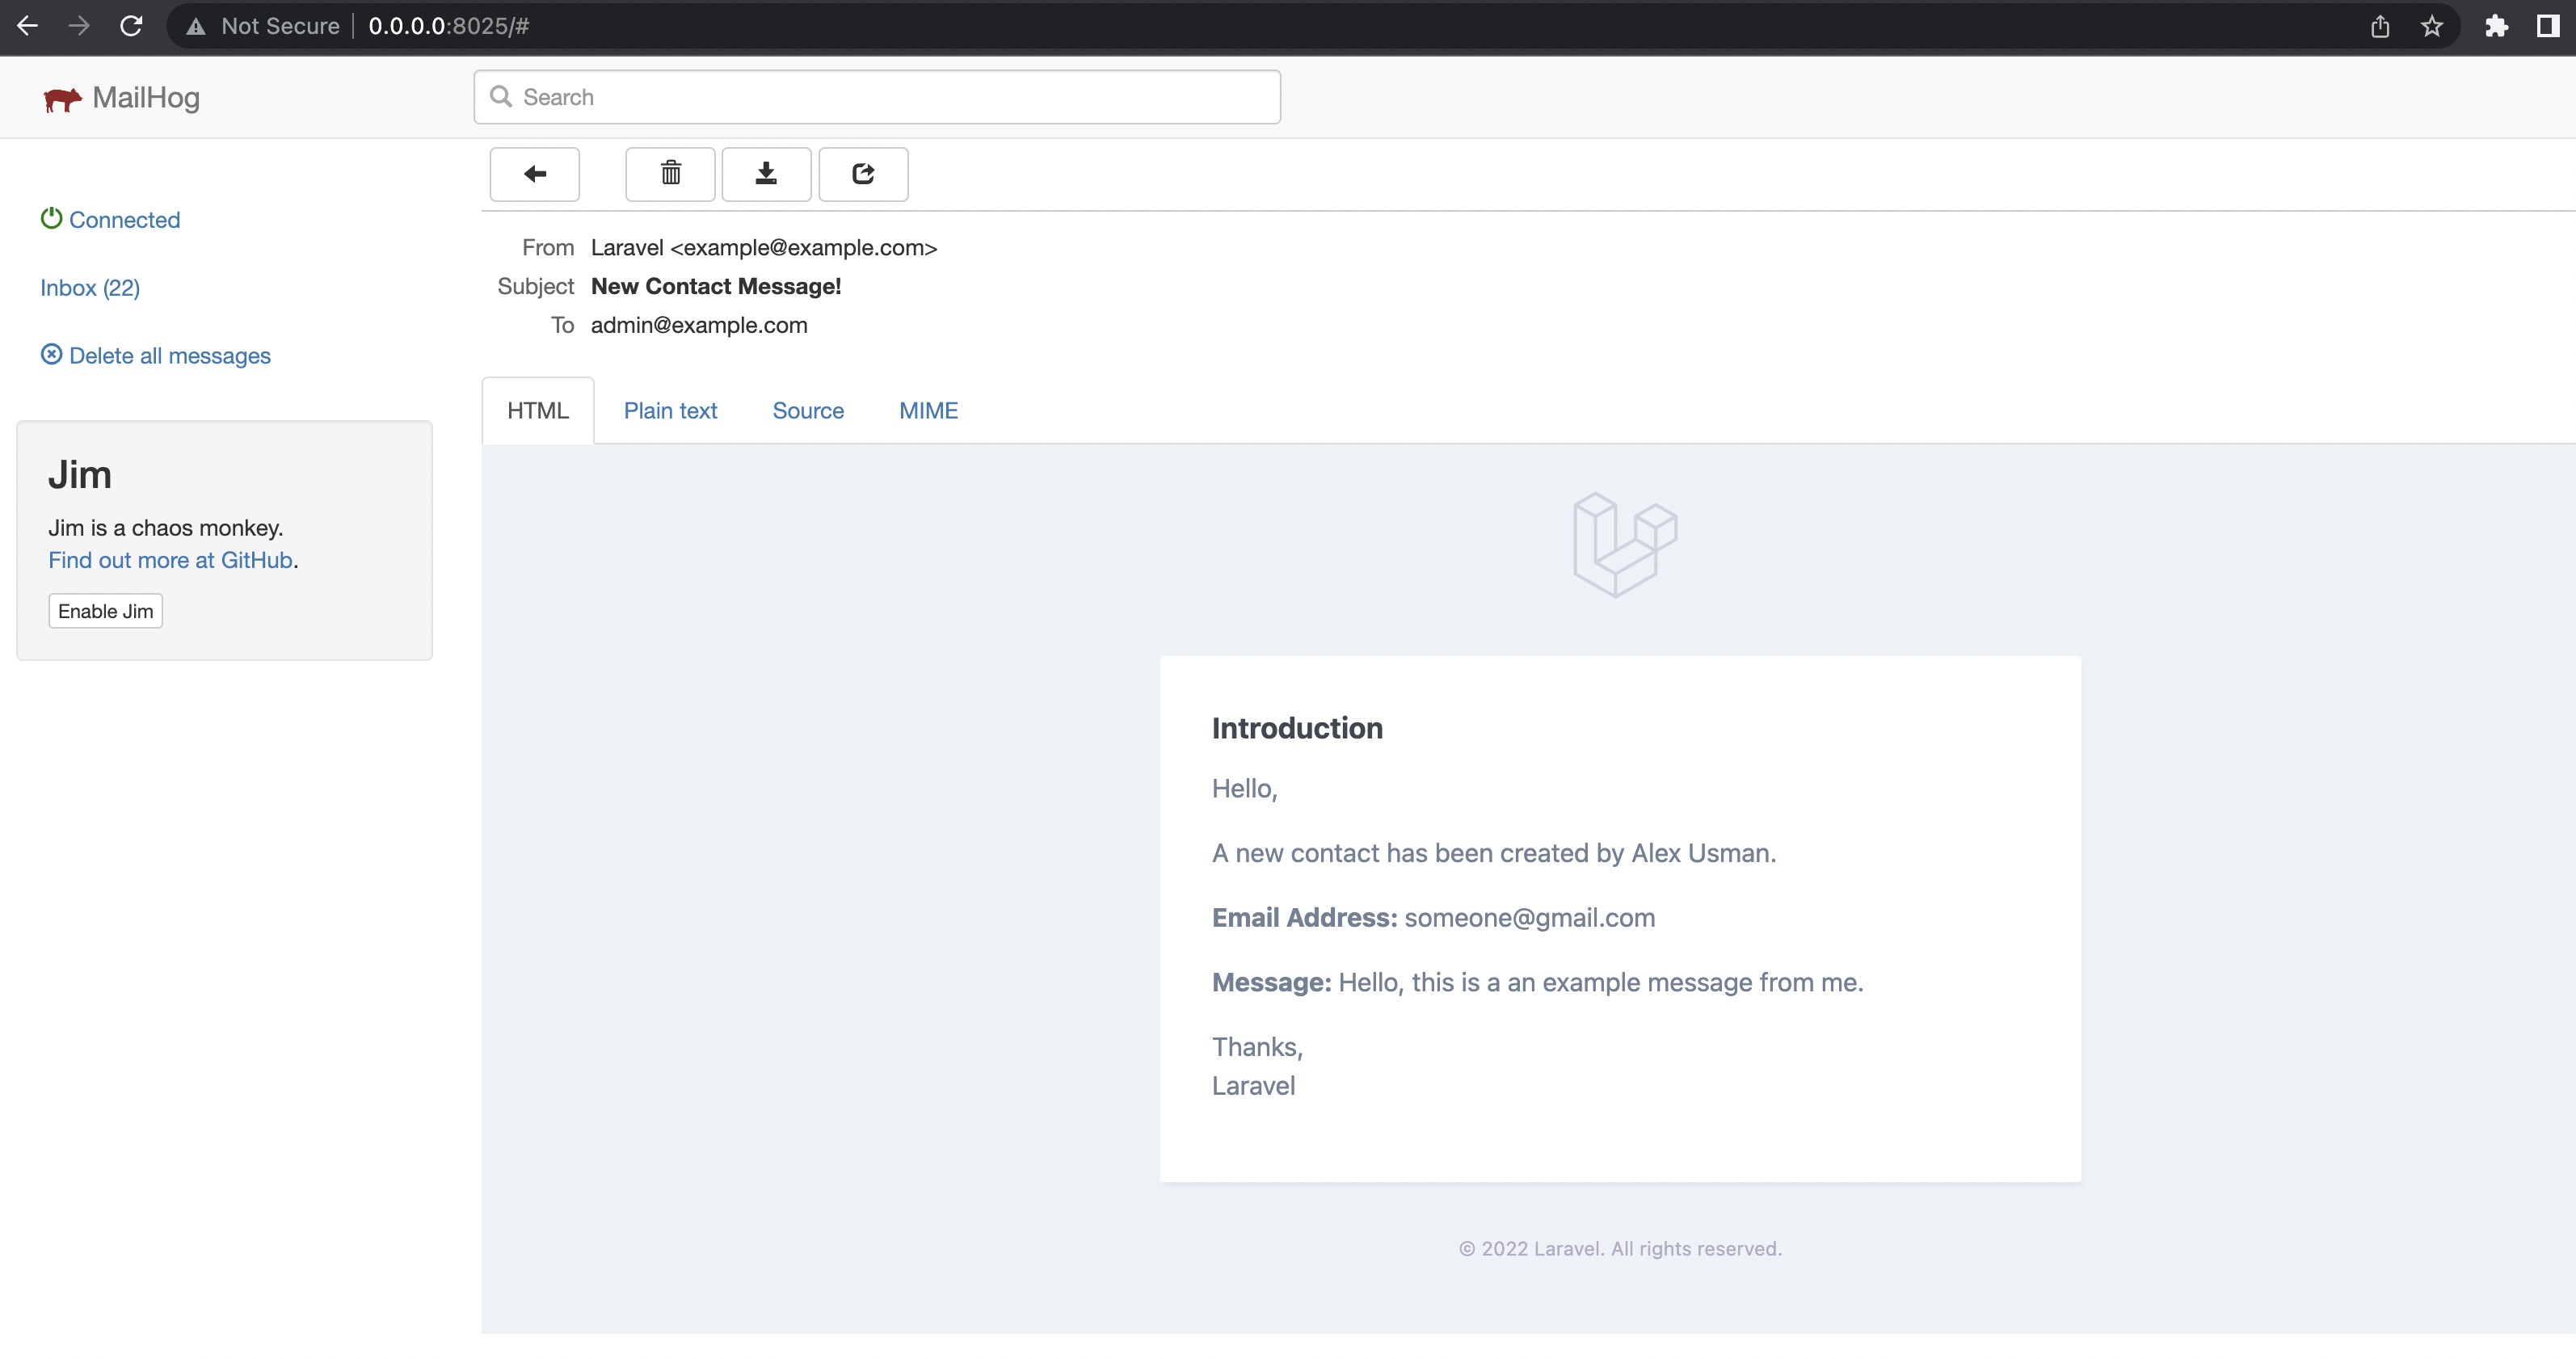 Not Secure 0.0.0.0:8025/#
MailHog
Search
Connected
Inbox (22)
Delete all messages
Jim
Jim is a chaos monkey.
Find out more at GitHub.
Enable Jim
From Laravel <example@example.com>
Subject New Contact Message!
To admin@example.com
HTML Plain text Source MIME
Introduction
Hello,
A new contact has been created by Alex Usman.
Email Address: someone@gmail.com
Message: Hello, this is a an example message from me.
Thanks,
Laravel
© 2022 Laravel. All rights reserved.